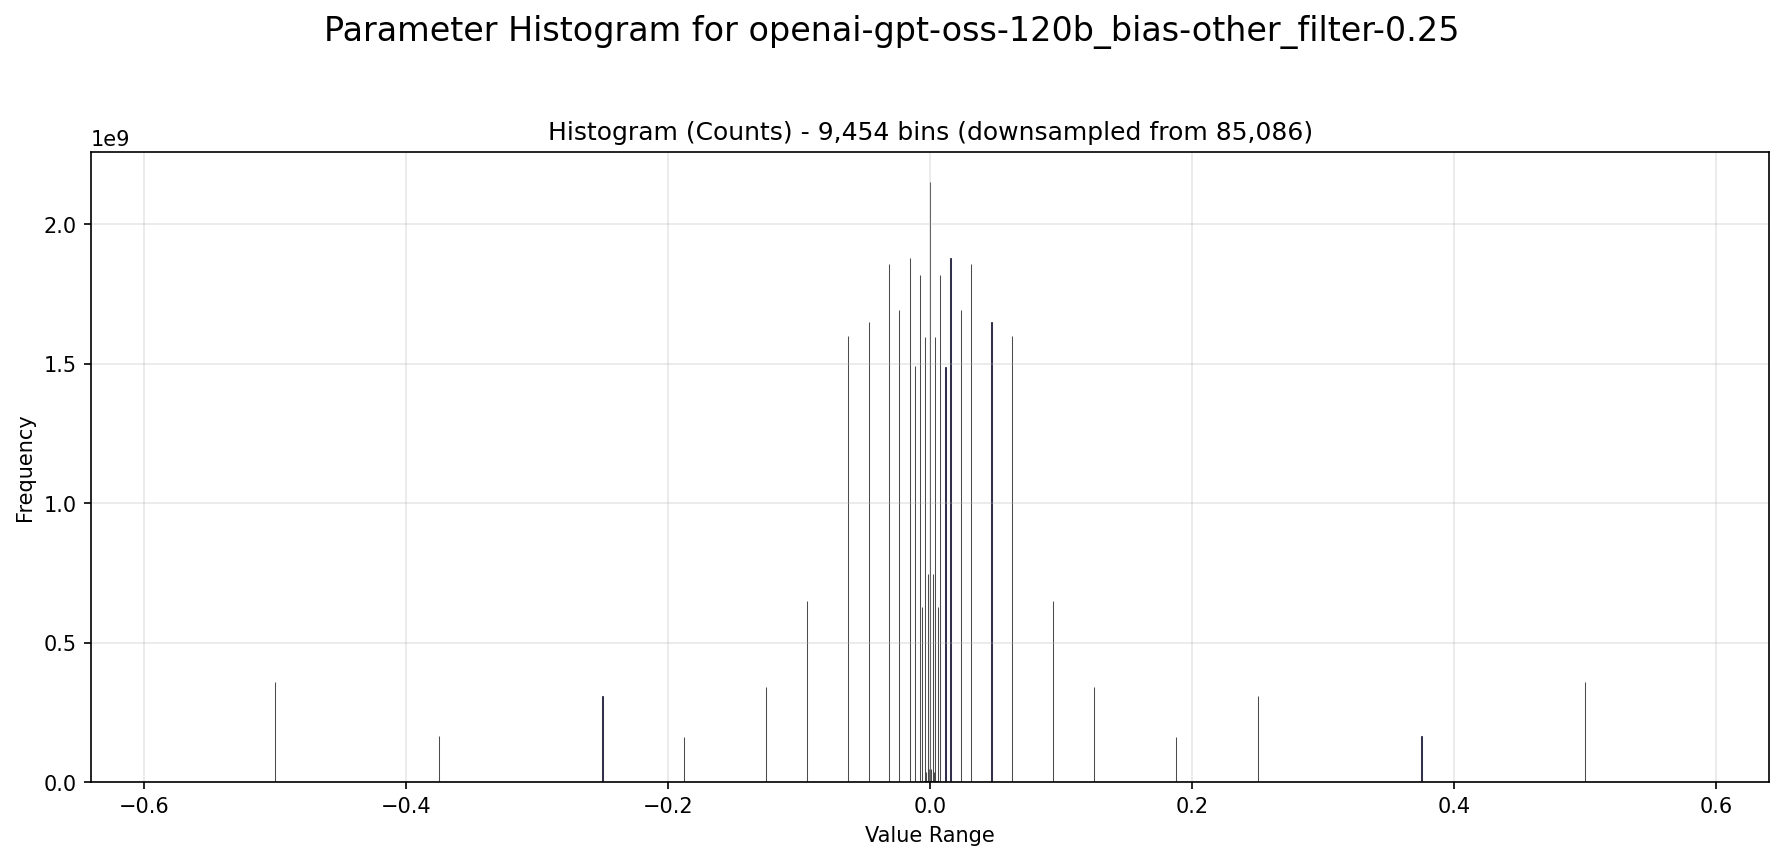 Parameter Histogram for openai-gpt-oss-120b_bias-other_filter-0.25
Histogram (Counts) - 9,454 bins (downsampled from 85,086)
1e9
2.0
1.5
1.0
0.5
0.0
Frequency
−0.6 −0.4 −0.2 0.0 0.2 0.4 0.6
Value Range